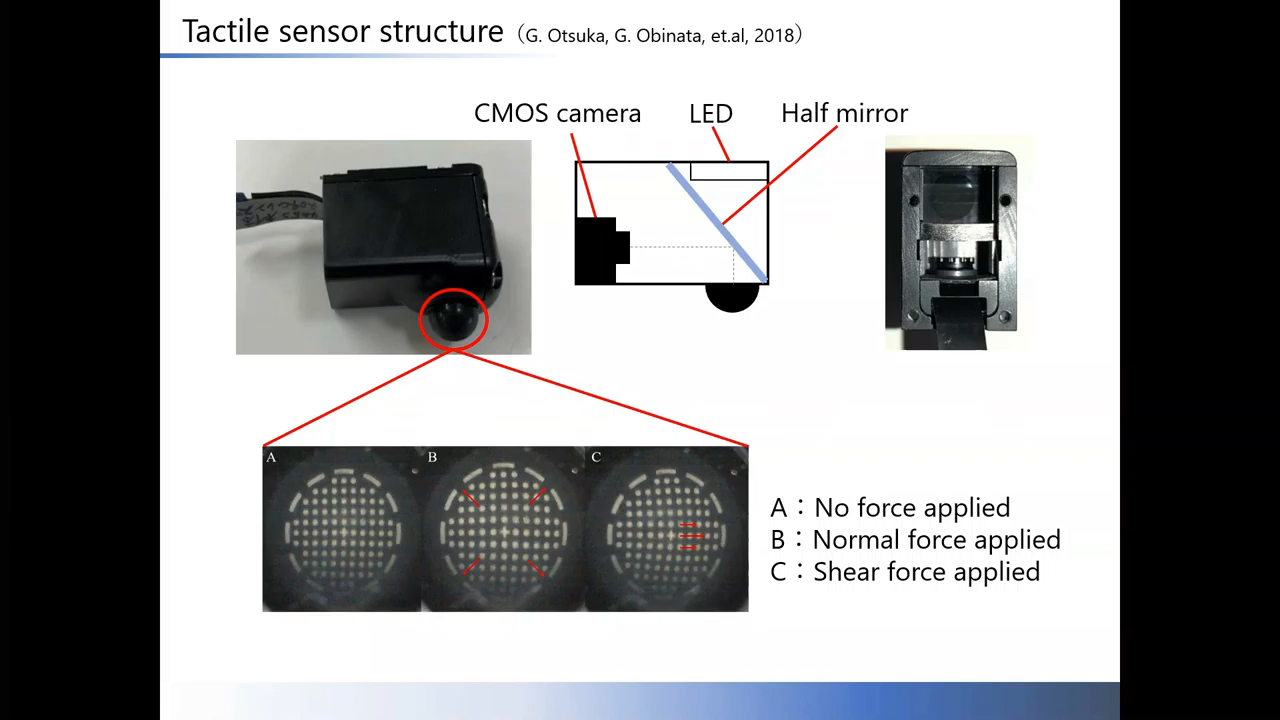 Tactile sensor structure（G. Otsuka, G. Obinata, et.al, 2018）
CMOS camera
LED
Half mirror
A
B
C
A：No force applied
B：Normal force applied
C：Shear force applied